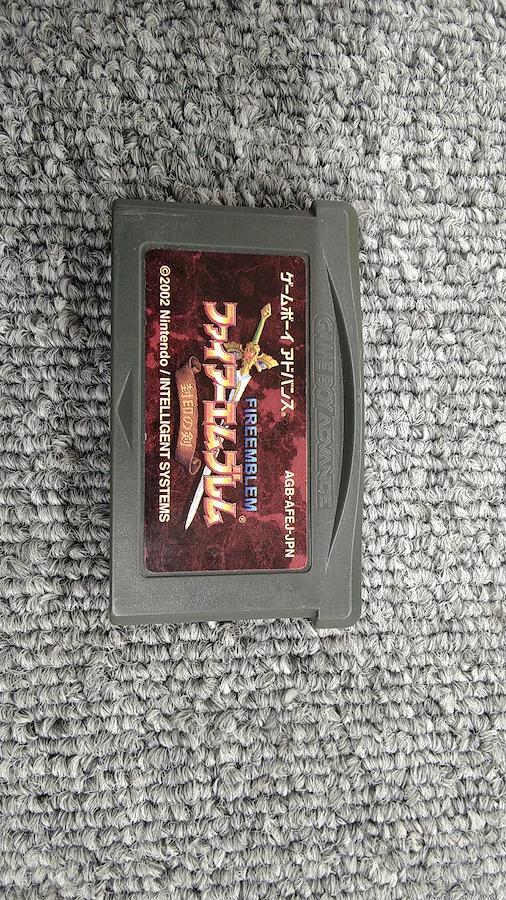 GAME BOY ADVANCE
ゲームボーイ アドバンス
AGB-AFEJ-JPN
FIREEMBLEM
ファイアーエムブレム®
封印の剣
©2002 Nintendo / INTELLIGENT SYSTEMS